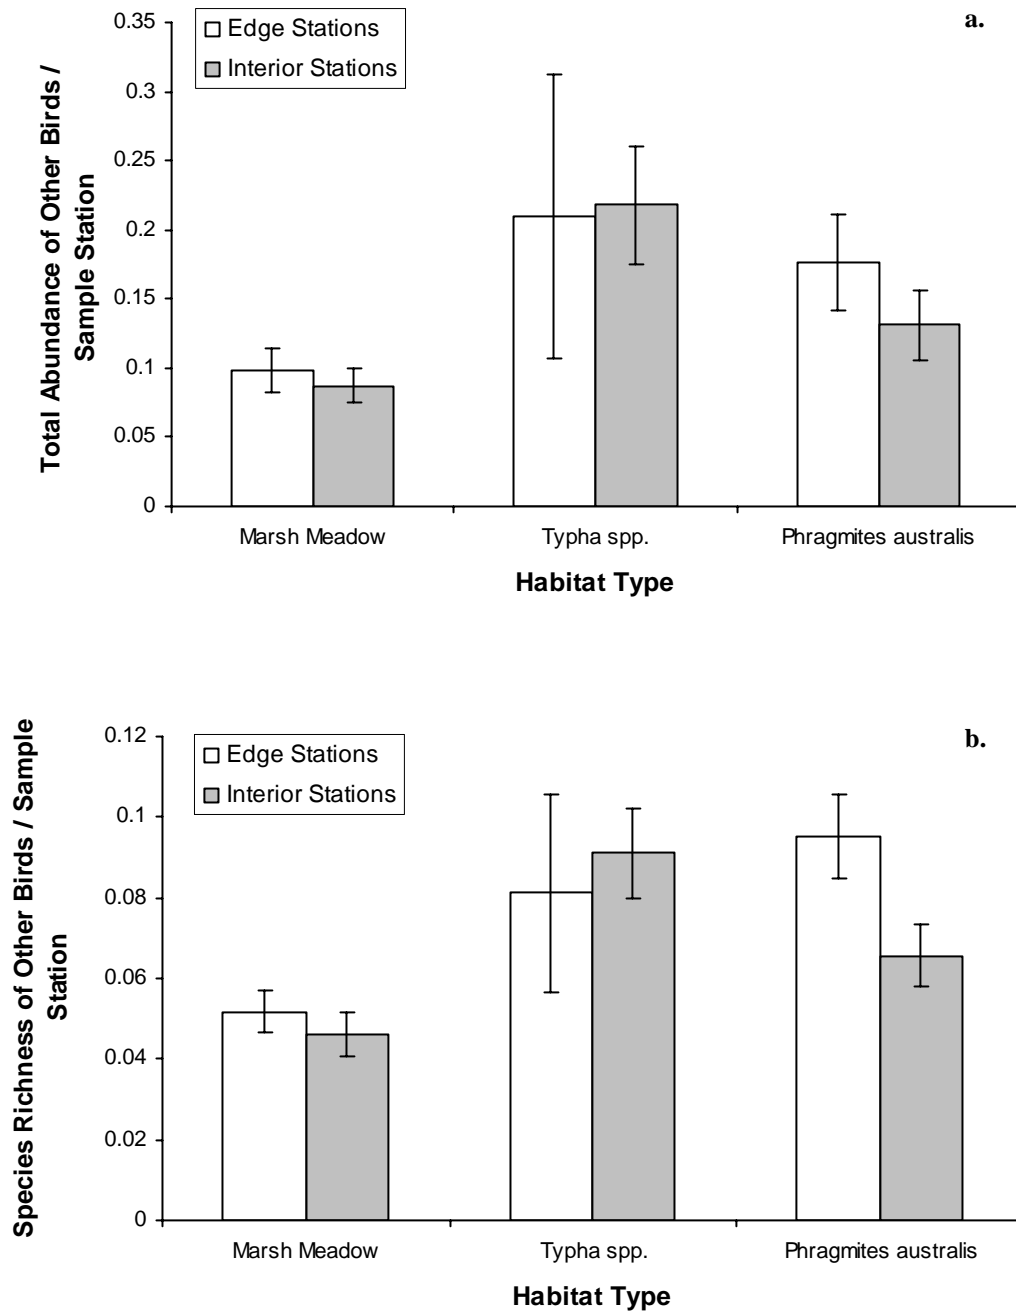 a.
0.35
Edge Stations
Interior Stations
0.3
0.25
0.2
0.15
0.1
0.05
0
Total Abundance of Other Birds /
Sample Station
Marsh Meadow
Typha spp.
Phragmites australis
Habitat Type
b.
0.12
Edge Stations
Interior Stations
0.1
0.08
0.06
0.04
0.02
0
Species Richness of Other Birds / Sample
Station
Marsh Meadow
Typha spp.
Phragmites australis
Habitat Type